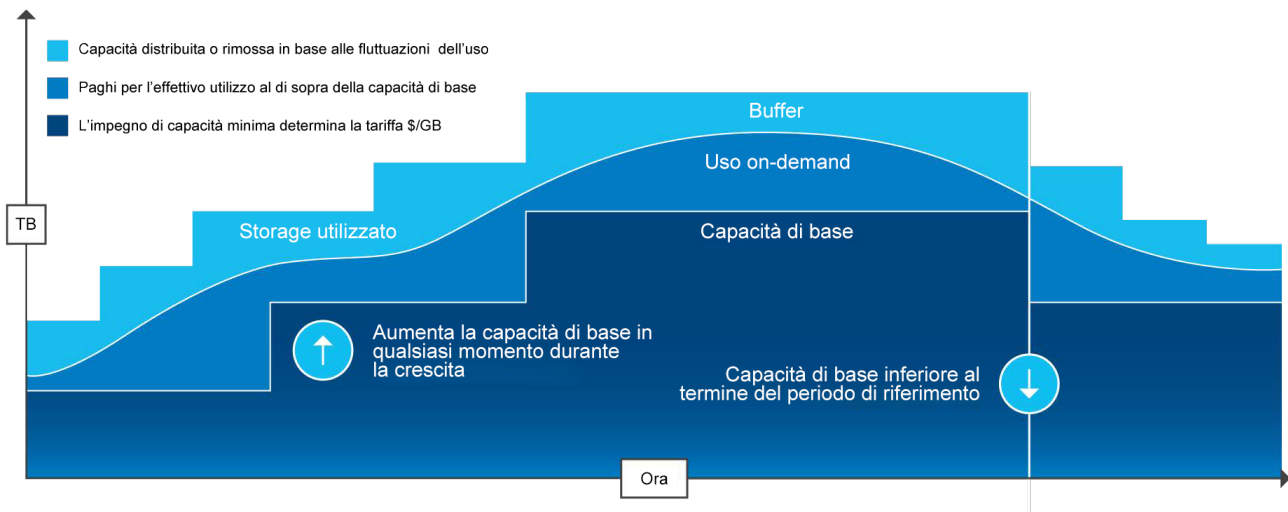 Capacità distribuita o rimossa in base alle fluttuazioni dell'uso
Paghi per l'effettivo utilizzo al di sopra della capacità di base
L'impegno di capacità minima determina la tariffa $/GB
Buffer
Uso on-demand
TB
Storage utilizzato
Capacità di base
Aumenta la capacità di base in
qualsiasi momento durante
la crescita
Capacità di base inferiore al
termine del periodo di riferimento
Ora